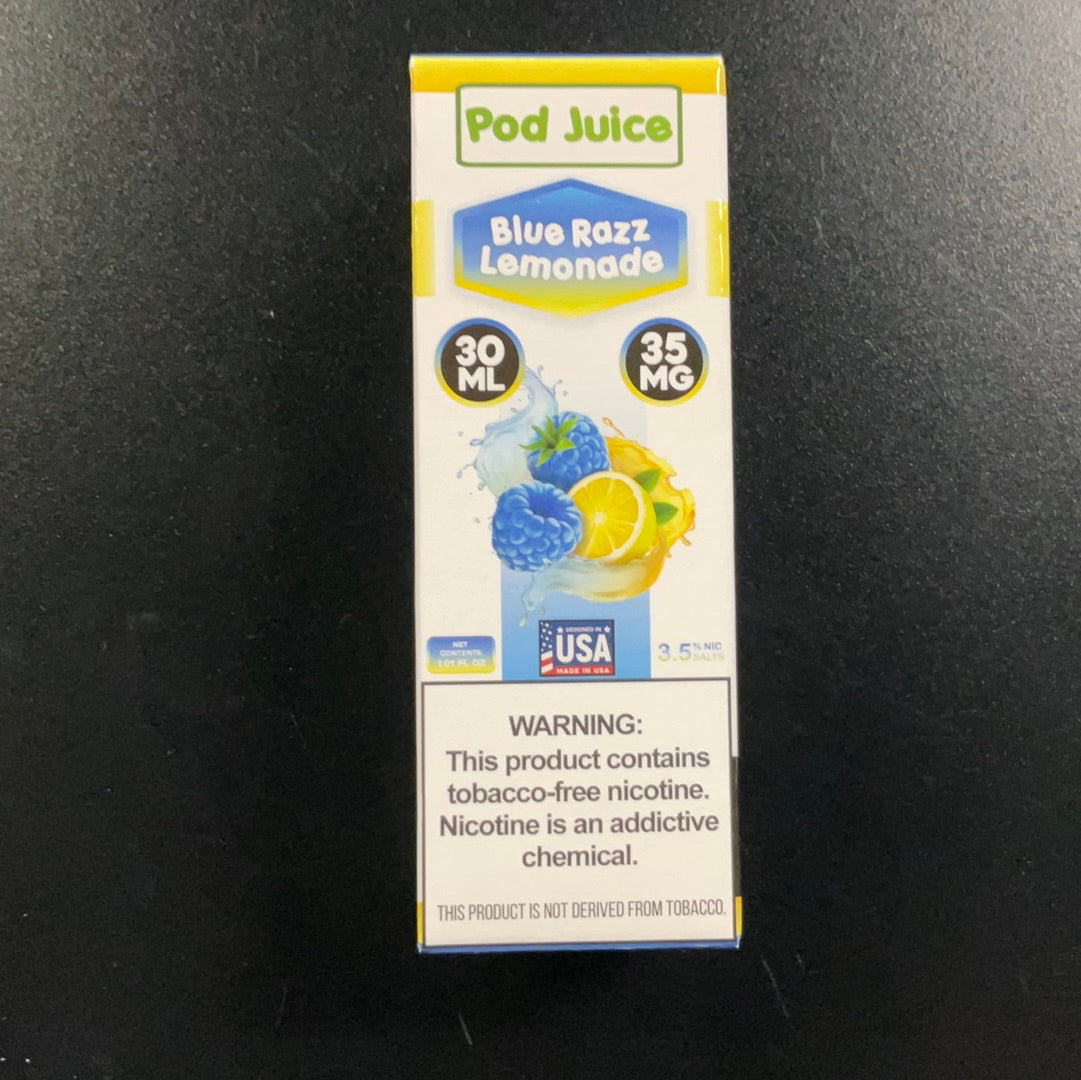 Pod Juice
Blue Razz
Lemonade
30
ML
35
MG
NET
CONTENTS:
1.01 FL OZ
DESIGNED IN
USA
MADE IN USA
3.5% NIC
SALTS
WARNING:
This product contains
tobacco-free nicotine.
Nicotine is an addictive
chemical.
THIS PRODUCT IS NOT DERIVED FROM TOBACCO.